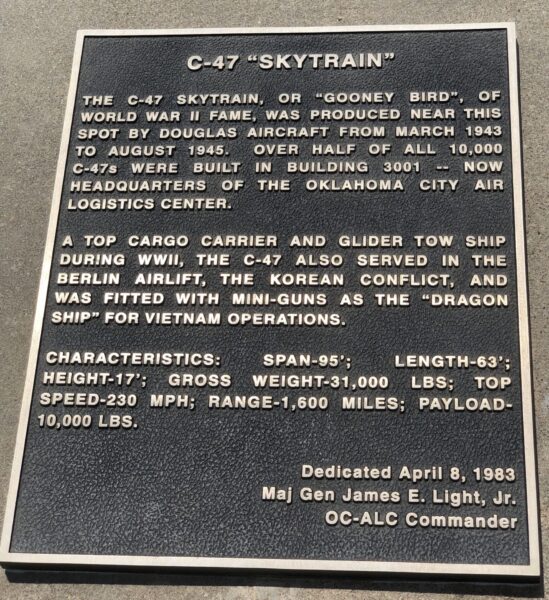 C-47 "SKYTRAIN"
THE C-47 SKYTRAIN, OR "GOONEY BIRD", OF
WORLD WAR II FAME, WAS PRODUCED NEAR THIS
SPOT BY DOUGLAS AIRCRAFT FROM MARCH 1943
TO AUGUST 1945. OVER HALF OF ALL 10,000
C-47s WERE BUILT IN BUILDING 3001 -- NOW
HEADQUARTERS OF THE OKLAHOMA CITY AIR
LOGISTICS CENTER.
A TOP CARGO CARRIER AND GLIDER TOW SHIP
DURING WWII, THE C-47 ALSO SERVED IN THE
BERLIN AIRLIFT, THE KOREAN CONFLICT, AND
WAS FITTED WITH MINI-GUNS AS THE "DRAGON
SHIP" FOR VIETNAM OPERATIONS.
CHARACTERISTICS: SPAN-95'; LENGTH-63';
HEIGHT-17'; GROSS WEIGHT-31,000 LBS; TOP
SPEED-230 MPH; RANGE-1,600 MILES; PAYLOAD-
10,000 LBS.
Dedicated April 8, 1983
Maj Gen James E. Light, Jr.
OC-ALC Commander